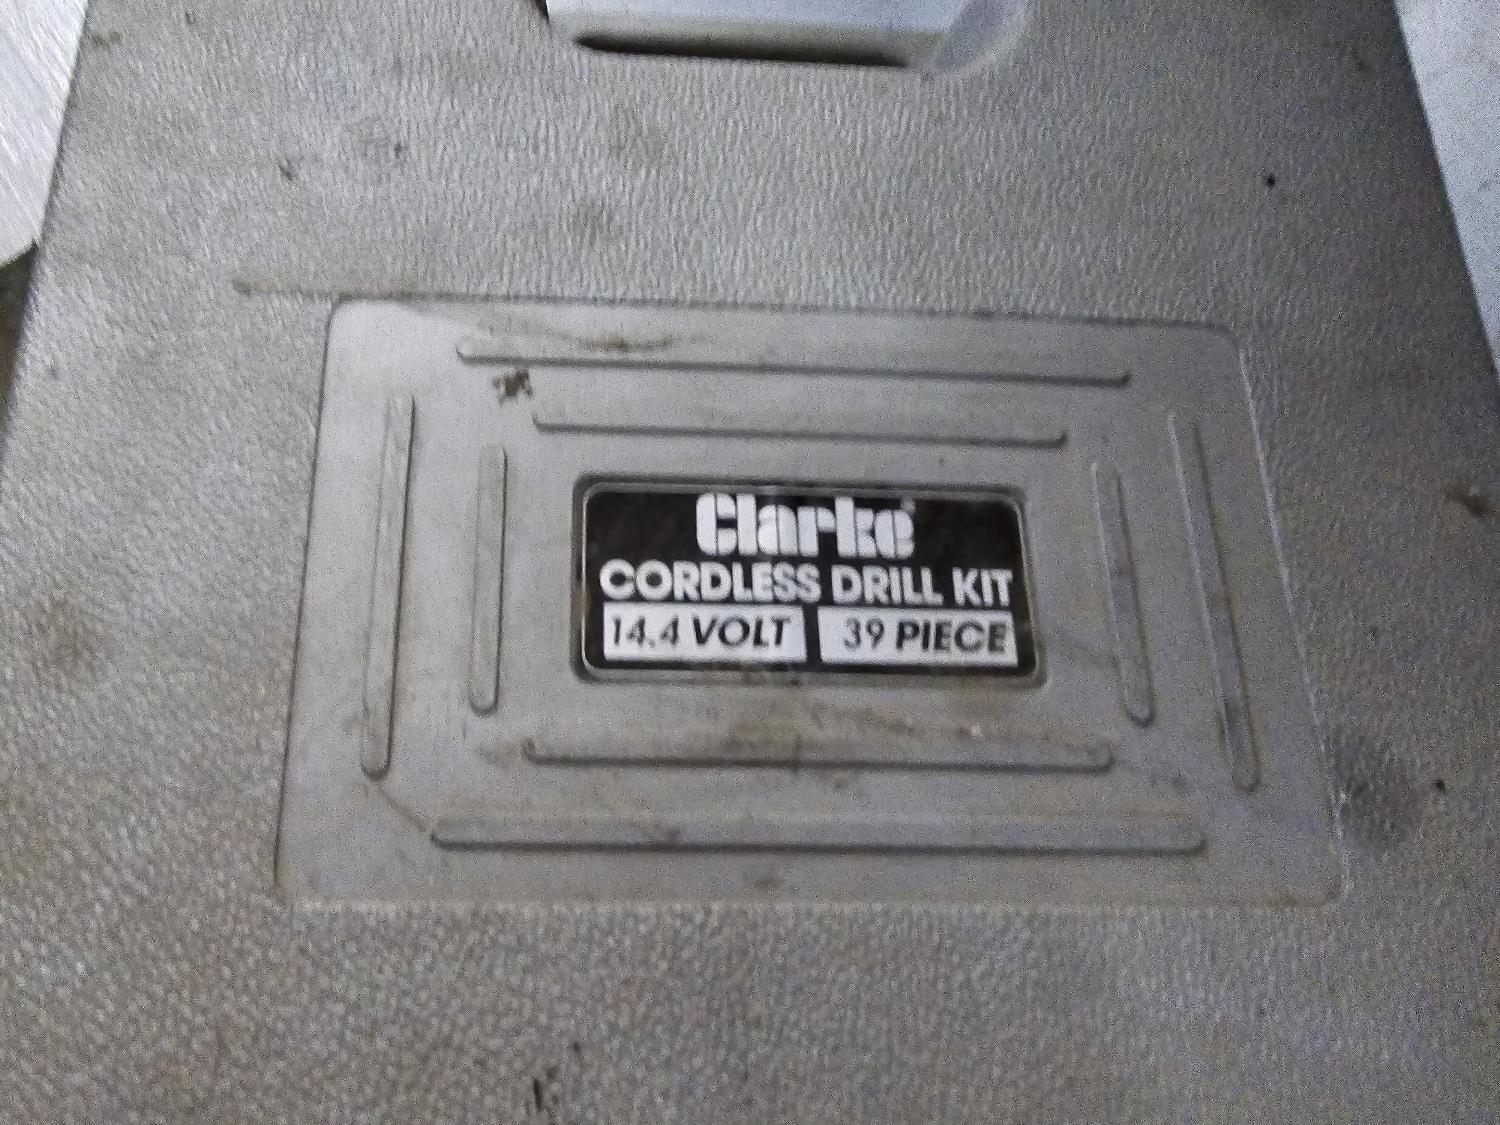 Clarke
CORDLESS DRILL KIT
14.4 VOLT 39 PIECE